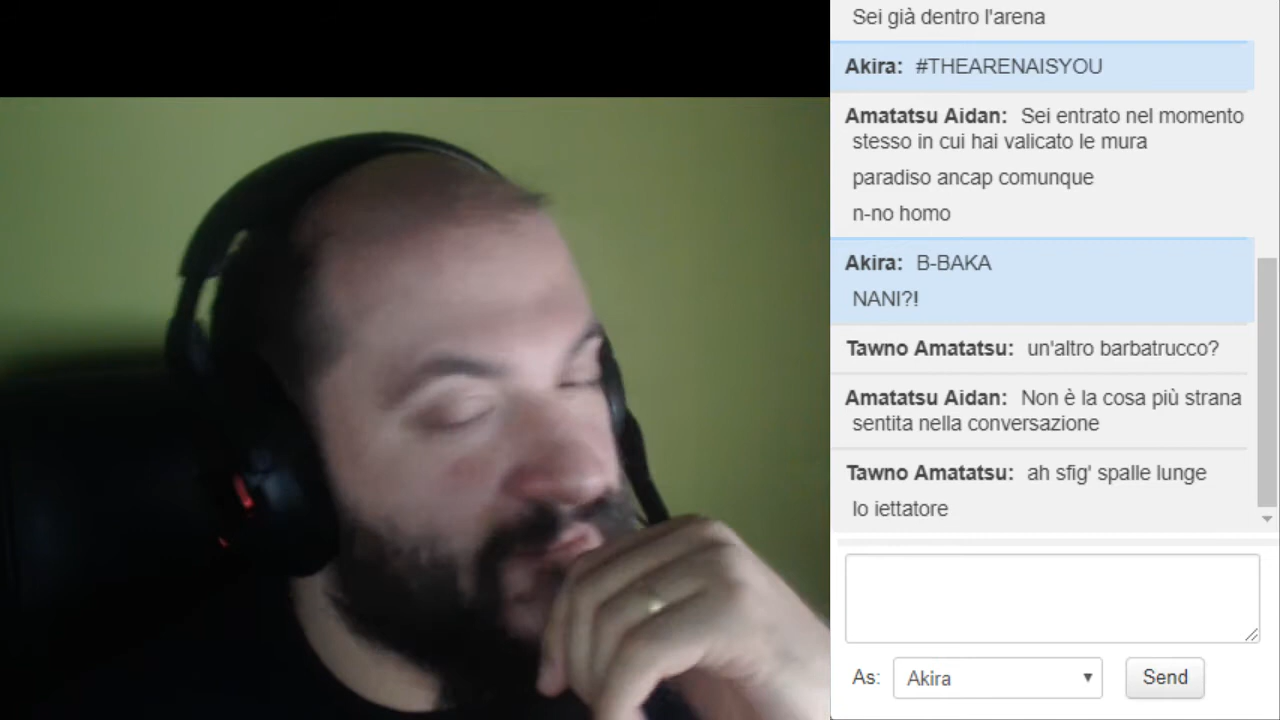 Sei già dentro l'arena
Akira: #THEARENAISYOU
Amatatsu Aidan: Sei entrato nel momento
stesso in cui hai valicato le mura
paradiso ancap comunque
n-no homo
Akira: B-BAKA
NANI?!
Tawno Amatatsu: un'altro barbatrucco?
Amatatsu Aidan: Non è la cosa più strana
sentita nella conversazione
Tawno Amatatsu: ah sfig' spalle lunge
lo iettatore
As: Akira Send